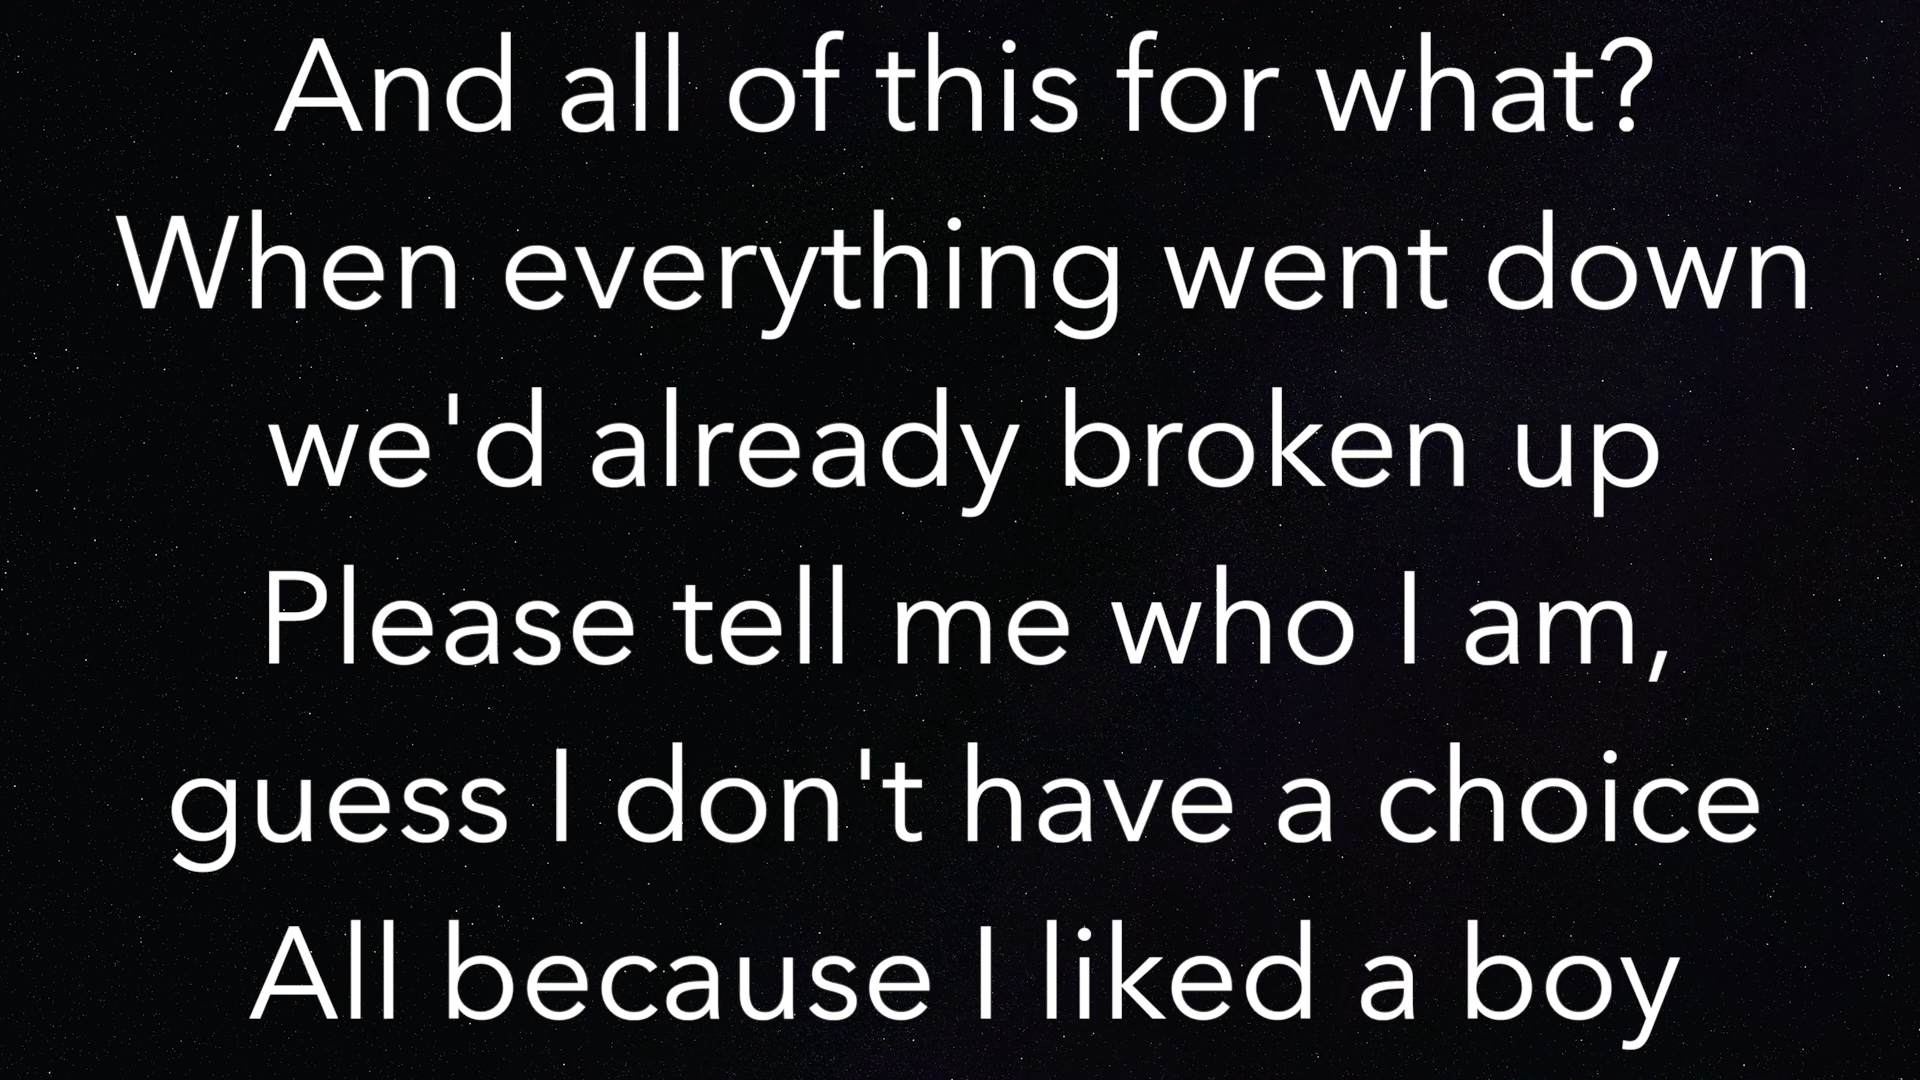 And all of this for what?
When everything went down
we'd already broken up
Please tell me who I am,
guess I don't have a choice
All because I liked a boy